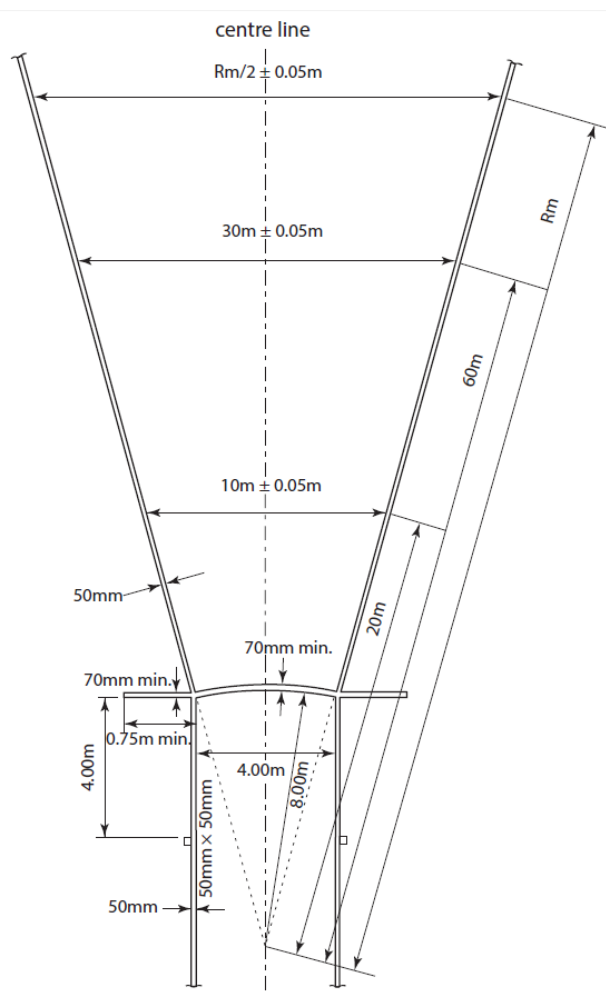 centre line
Rm/2 ± 0.05m
Rm
30m ± 0.05m
60m
10m ± 0.05m
50mm
20m
70mm min.
70mm min.
0.75m min.
4.00m
4.00m
8.00m
50mm × 50mm
50mm